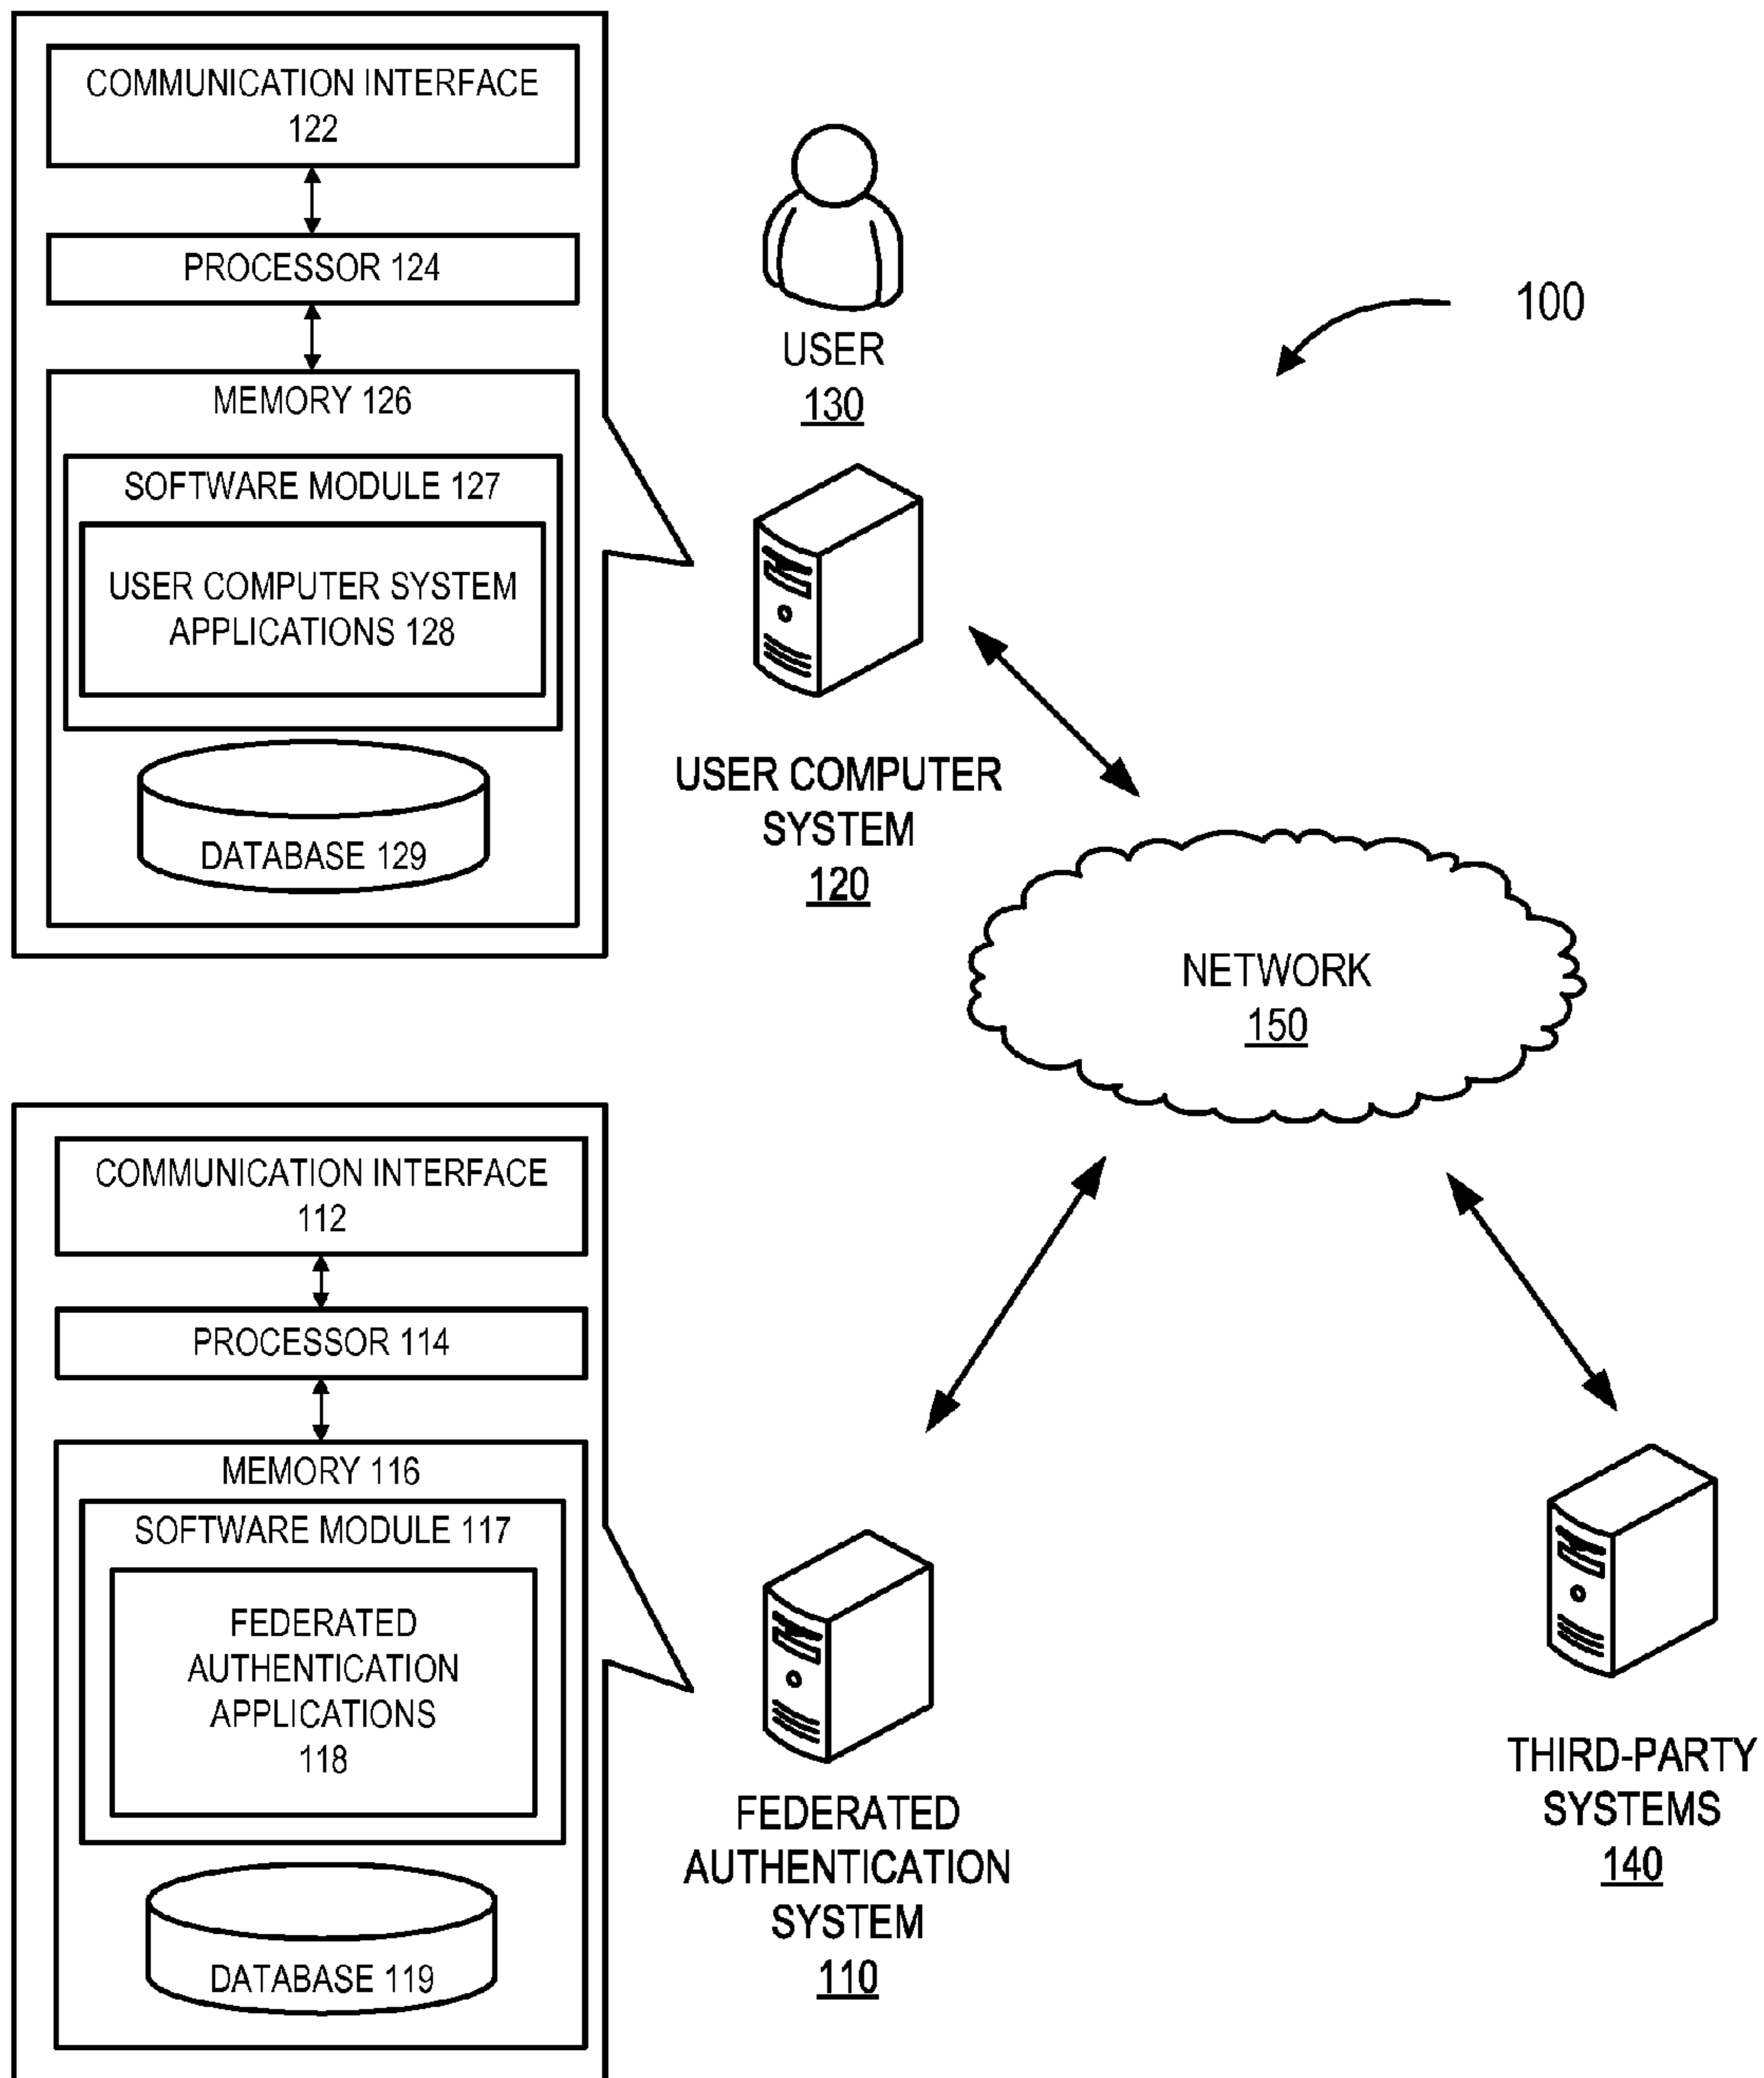 COMMUNICATION INTERFACE
122
PROCESSOR 124
MEMORY 126
SOFTWARE MODULE 127
USER COMPUTER SYSTEM
APPLICATIONS 128
DATABASE 129
USER
130
100
USER COMPUTER
SYSTEM
120
NETWORK
150
COMMUNICATION INTERFACE
112
PROCESSOR 114
MEMORY 116
SOFTWARE MODULE 117
FEDERATED
AUTHENTICATION
APPLICATIONS
118
DATABASE 119
FEDERATED
AUTHENTICATION
SYSTEM
110
THIRD-PARTY
SYSTEMS
140